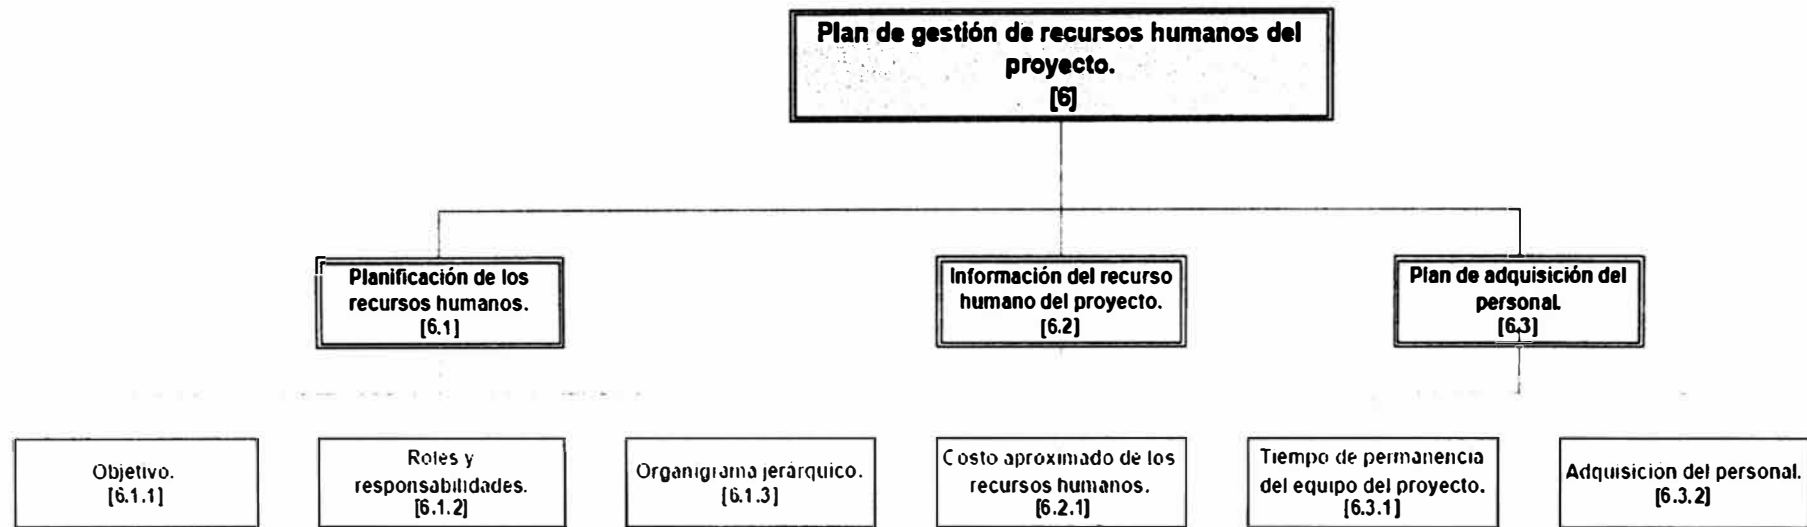 Plan de gestión de recursos humanos del
proyecto.
[6]
Planificación de los
recursos humanos.
[6.1]
Información del recurso
humano del proyecto.
[6.2]
Plan de adquisición del
personal.
[6.3]
Objetivo.
[6.1.1]
Roles y
responsabilidades.
[6.1.2]
Organigrama jerárquico.
[6.1.3]
Costo aproximado de los
recursos humanos.
[6.2.1]
Tiempo de permanencia
del equipo del proyecto.
[6.3.1]
Adquisición del personal.
[6.3.2]